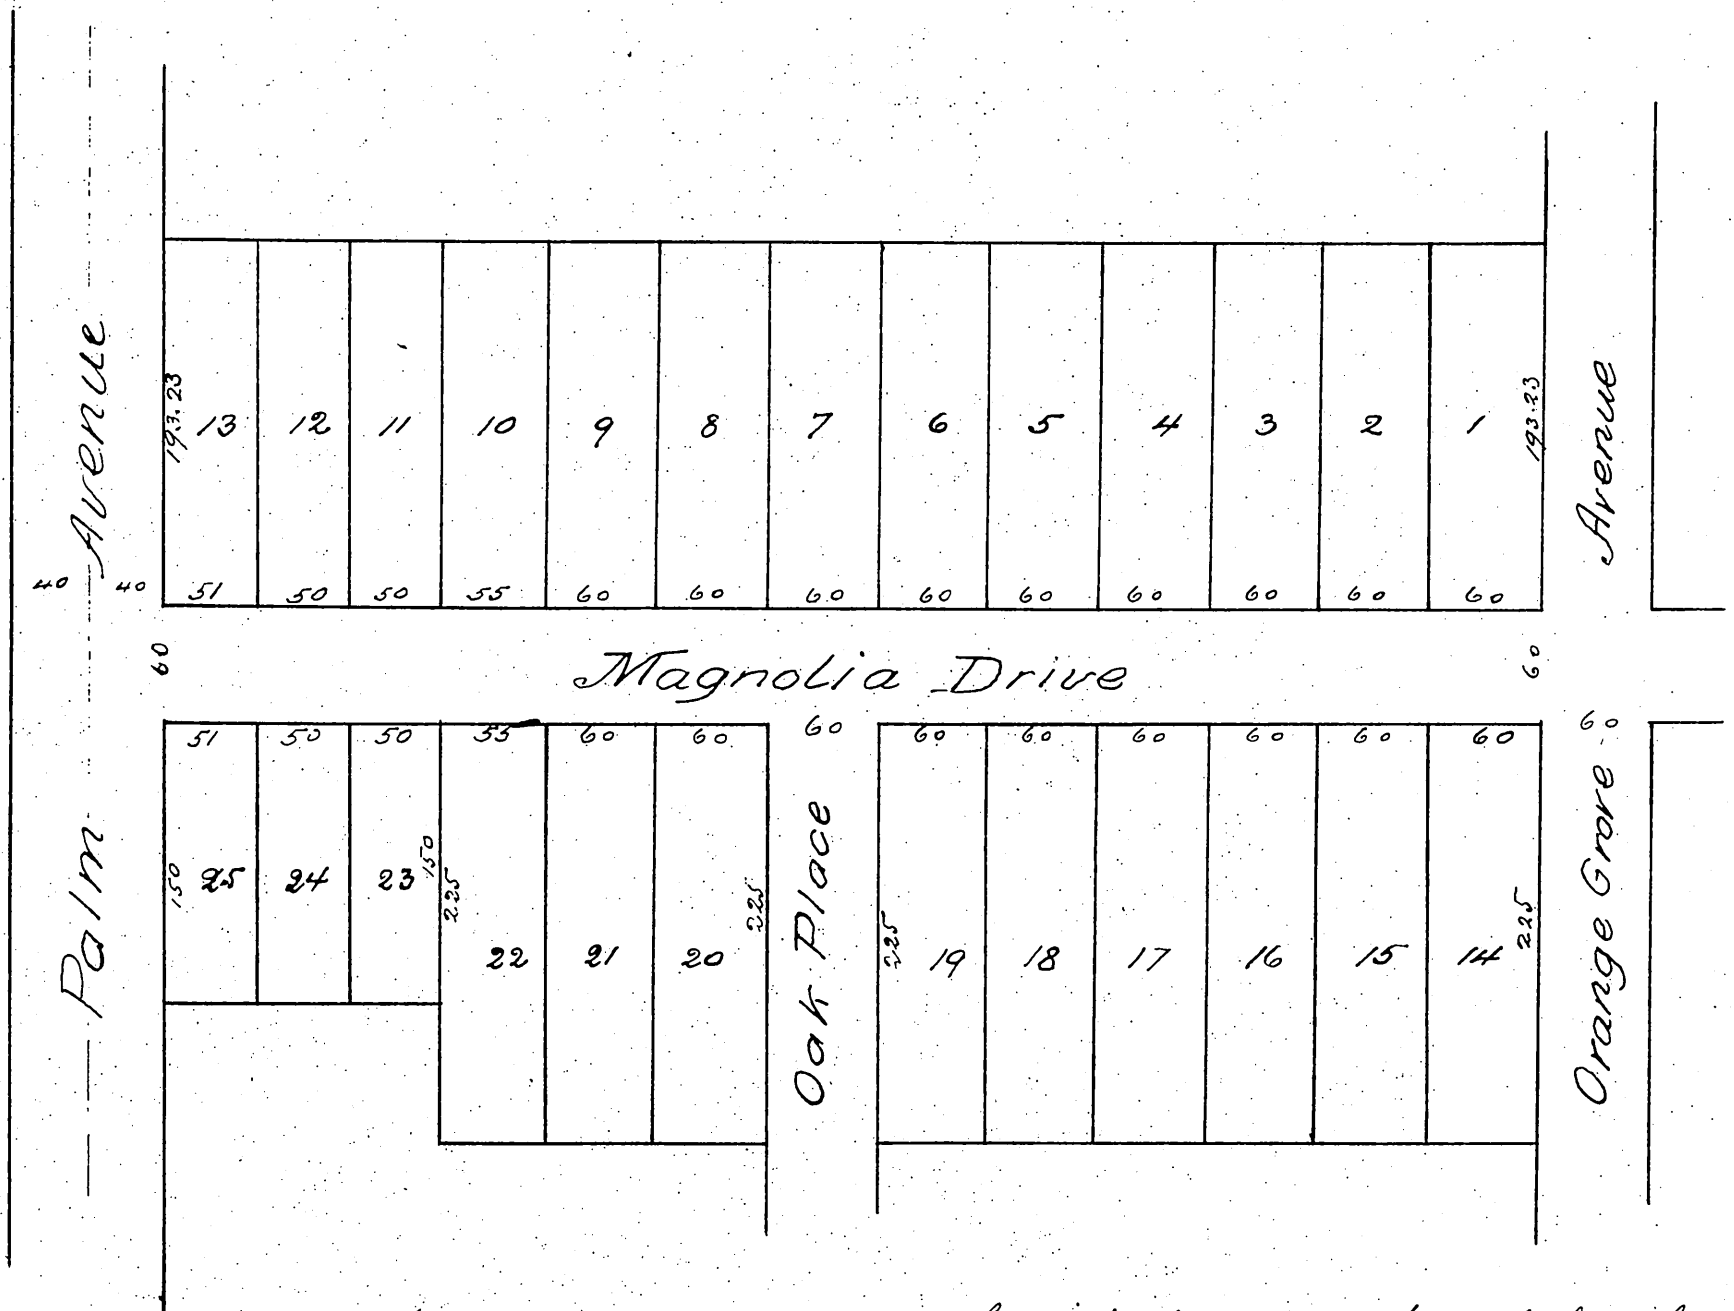 Palm Avenue
40 40
193.23 13 12 11 10 9 8 7 6 5 4 3 2 1 193.23
51 50 50 55 60 60 60 60 60 60 60 60 60
60 Magnolia Drive 60
51 50 50 55 60 60 60 60 60 60 60 60 60 60
150 25 24 23 150
225 22 21 20 225
Oak Place
225 19 18 17 16 15 14 225
Orange Grove Avenue